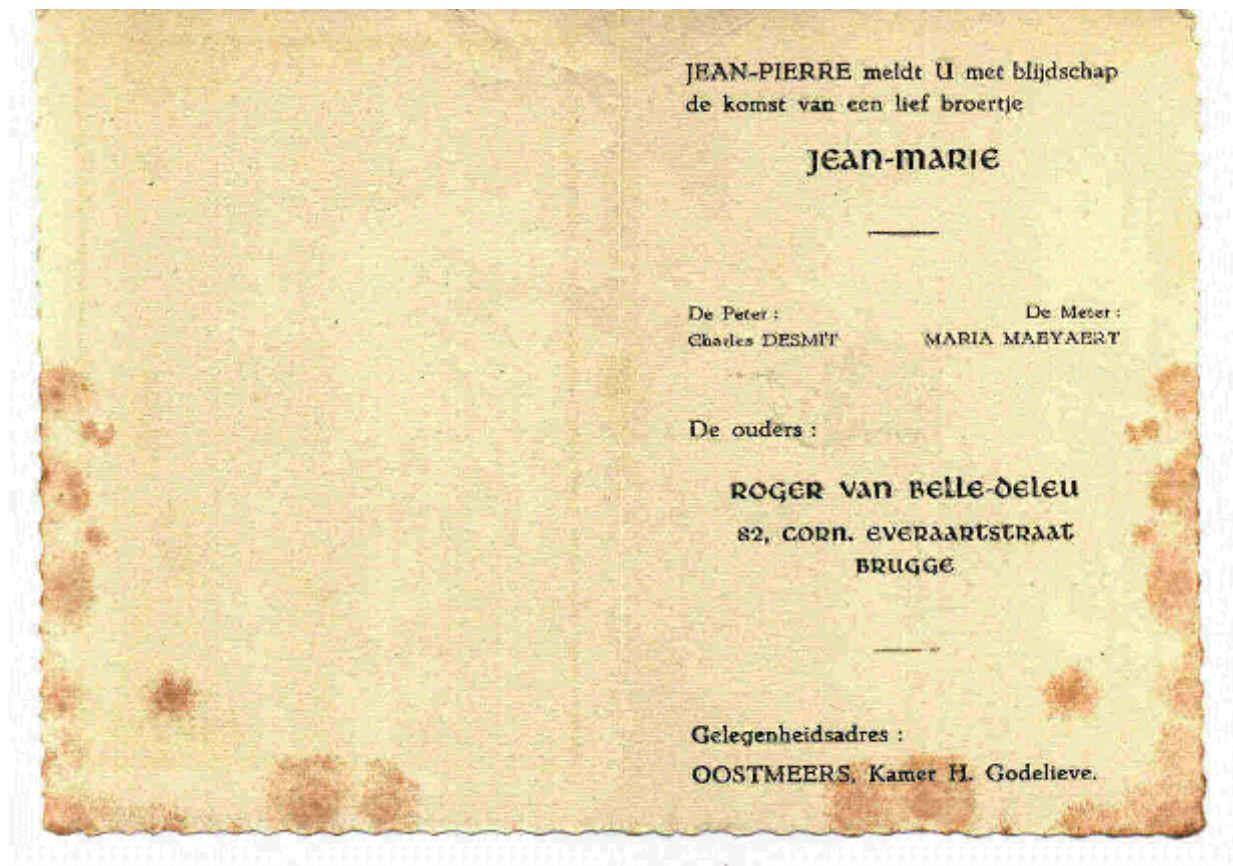 JEAN-PIERRE meldt U met blijdschap
de komst van een lief broertje
JEAN-MARIE
De Peter : De Meter :
Charles DESMIT MARIA MAEYAERT
De ouders :
ROGER VAN BELLE-DELEU
82, CORN. EVERAARTSTRAAT
BRUGGE
Gelegenheidsadres :
OOSTMEERS, Kamer H. Godelieve.